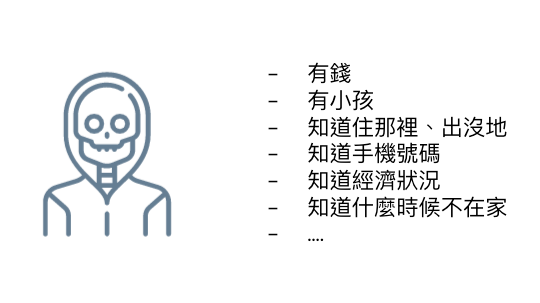 - 有錢
- 有小孩
- 知道住那裡、出沒地
- 知道手機號碼
- 知道經濟狀況
- 知道什麼時候不在家
- ....